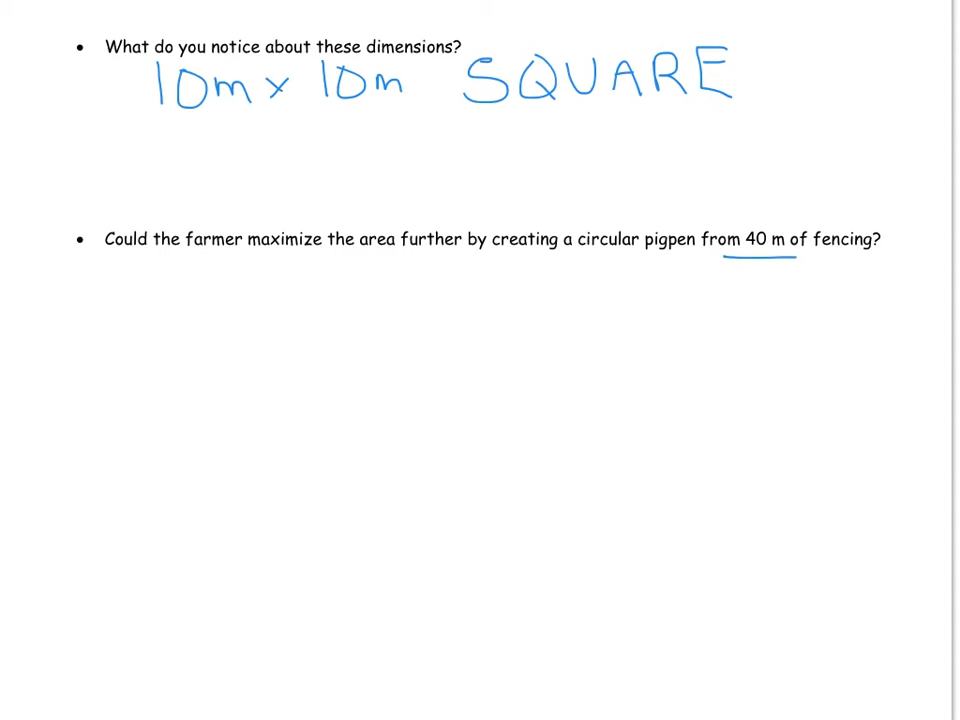 • What do you notice about these dimensions?
10m x 10m SQUARE
• Could the farmer maximize the area further by creating a circular pigpen from 40 m of fencing?